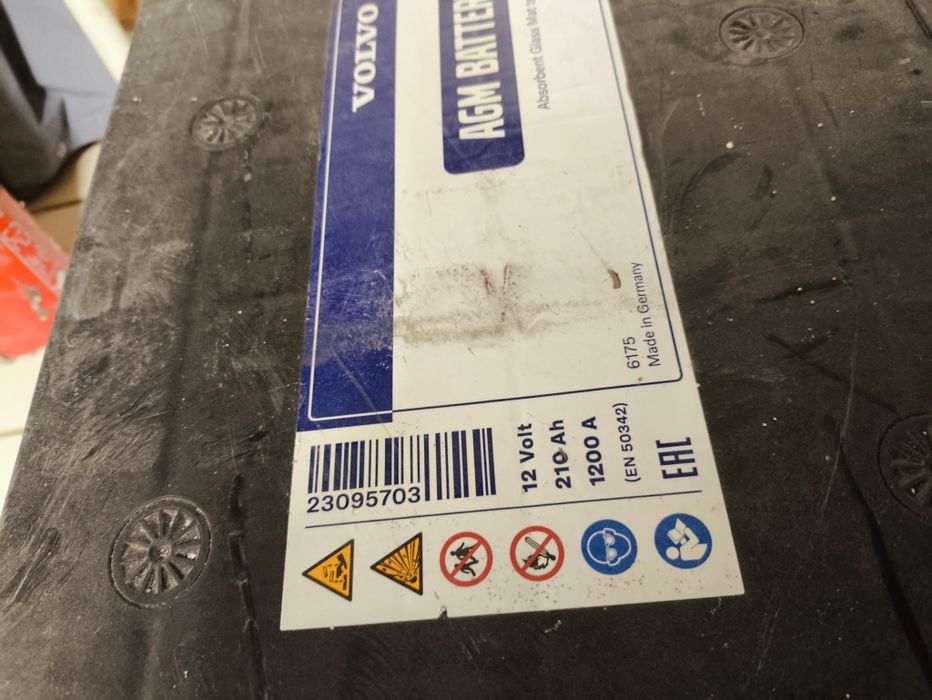 VOLVO
AGM BATTER
Absorbent Glass Mat
6175
Made in Germany
23095703
12 Volt
210 Ah
1200 A
(EN 50342)
EAC